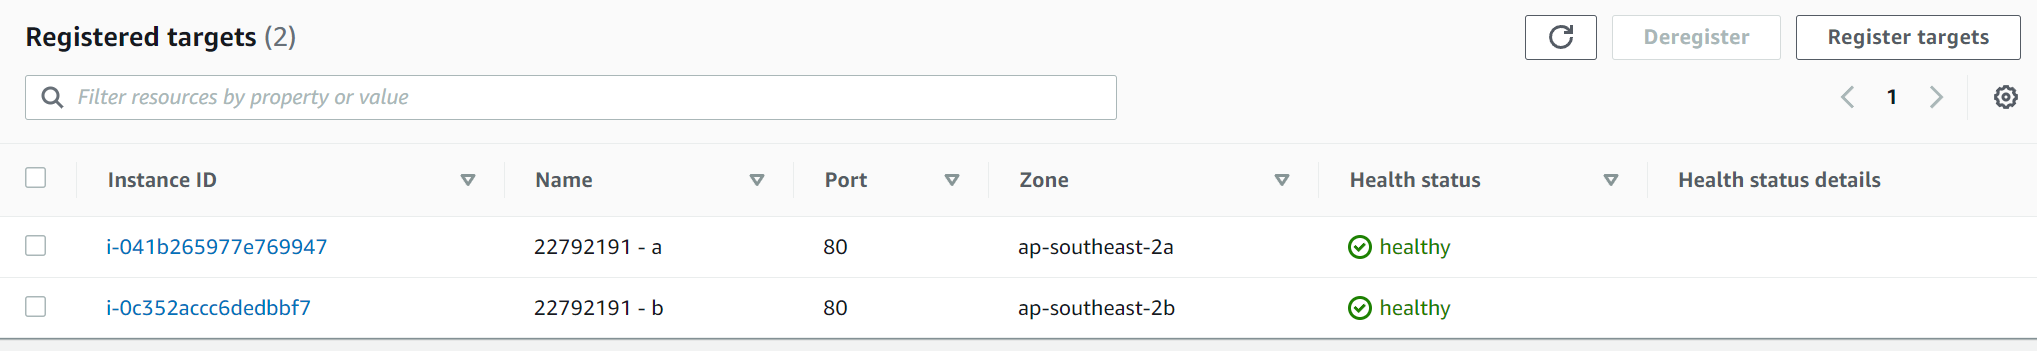 Registered targets (2)
Deregister
Register targets
Filter resources by property or value
1
Instance ID Name Port Zone Health status Health status details
i-041b265977e769947 22792191 - a 80 ap-southeast-2a healthy
i-0c352accc6dedbbf7 22792191 - b 80 ap-southeast-2b healthy